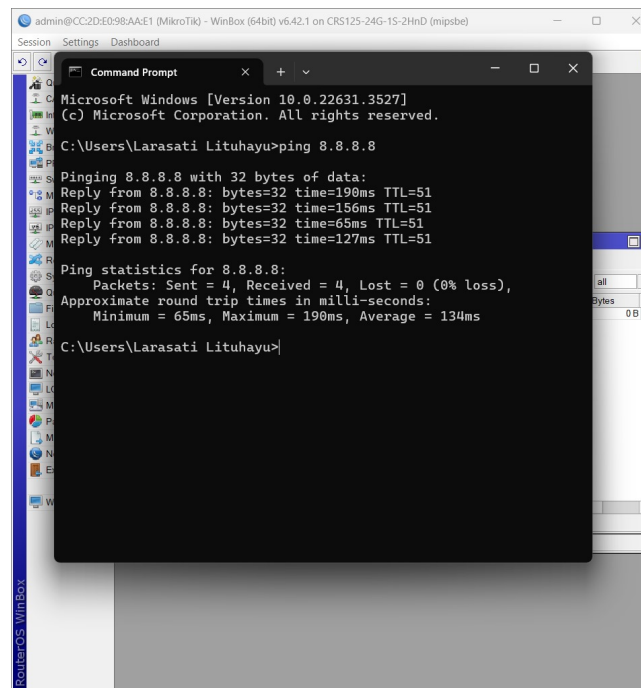 admin@CC:2D:E0:98:AA:E1 (MikroTik) - WinBox (64bit) v6.42.1 on CRS125-24G-1S-2HnD (mipsbe)
Session Settings Dashboard
Command Prompt
Microsoft Windows [Version 10.0.22631.3527]
(c) Microsoft Corporation. All rights reserved.
C:\Users\Larasati Lituhayu>ping 8.8.8.8
Pinging 8.8.8.8 with 32 bytes of data:
Reply from 8.8.8.8: bytes=32 time=190ms TTL=51
Reply from 8.8.8.8: bytes=32 time=156ms TTL=51
Reply from 8.8.8.8: bytes=32 time=65ms TTL=51
Reply from 8.8.8.8: bytes=32 time=127ms TTL=51
Ping statistics for 8.8.8.8:
Packets: Sent = 4, Received = 4, Lost = 0 (0% loss),
Approximate round trip times in milli-seconds:
Minimum = 65ms, Maximum = 190ms, Average = 134ms
C:\Users\Larasati Lituhayu>
all
Bytes
0 B
RouterOS WinBox